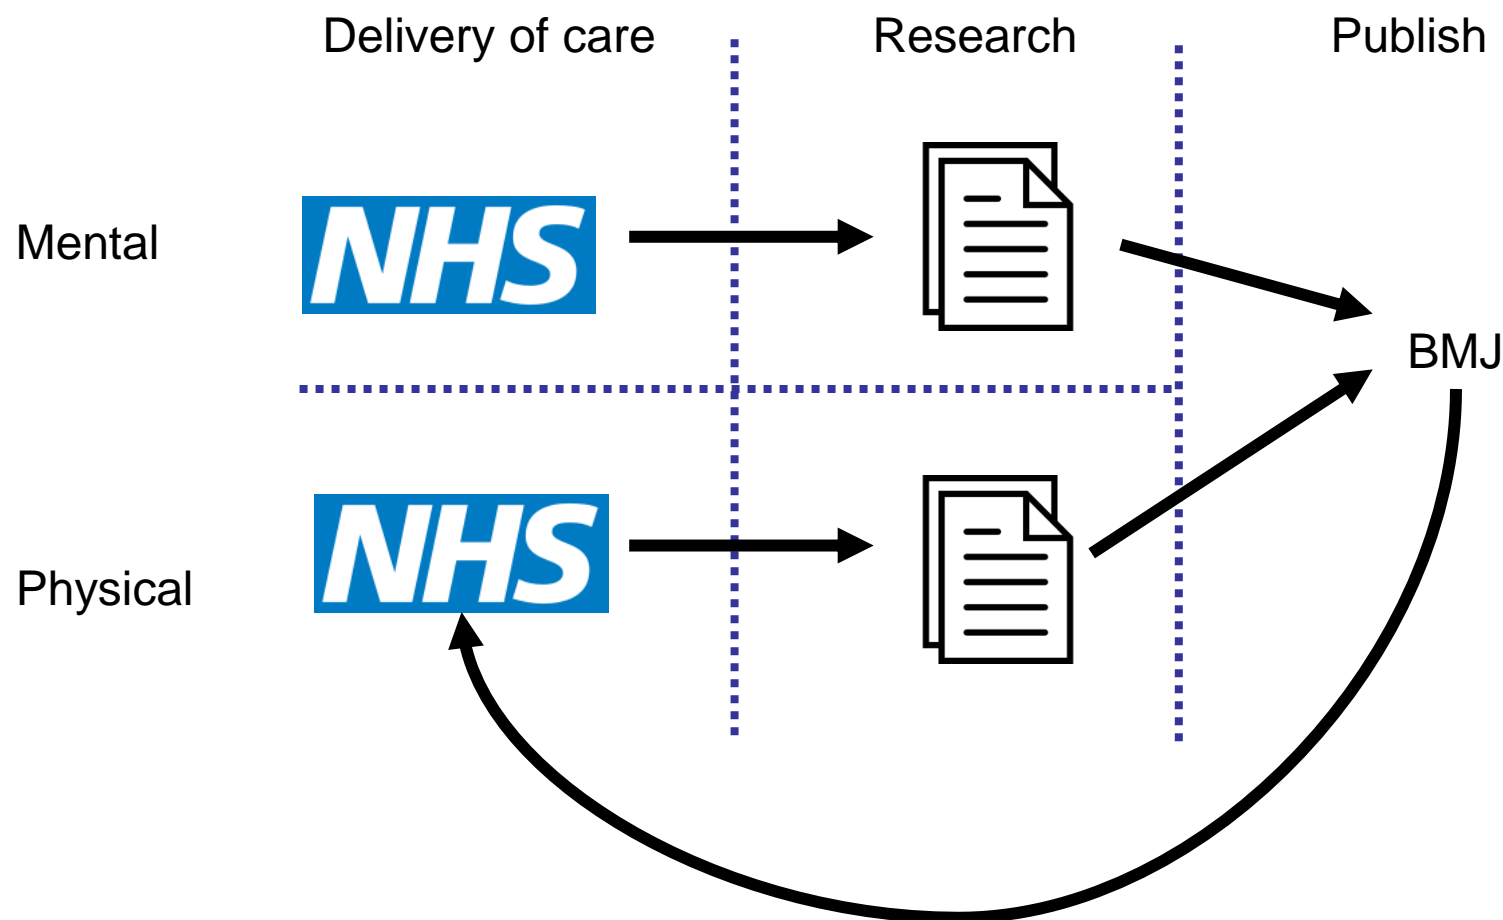 Delivery of care
Research
Publish
Mental
NHS
BMJ
Physical
NHS